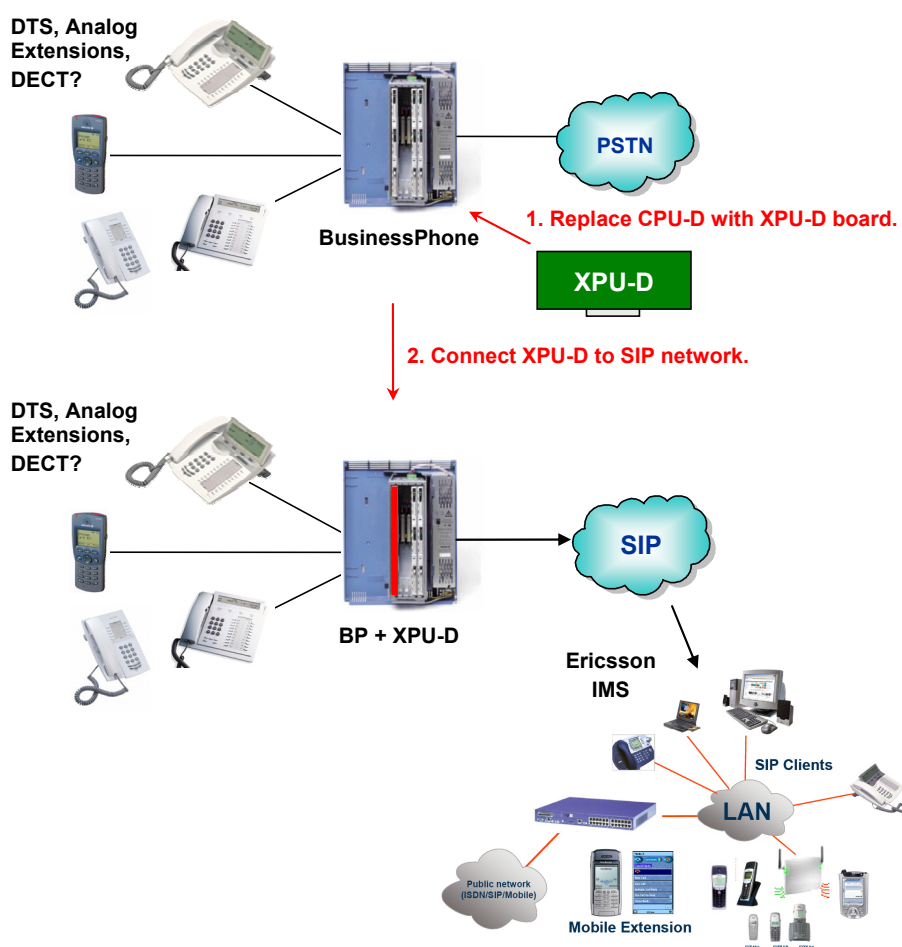 DTS, Analog
Extensions,
DECT?
PSTN
BusinessPhone
1. Replace CPU-D with XPU-D board.
XPU-D
2. Connect XPU-D to SIP network.
DTS, Analog
Extensions,
DECT?
SIP
BP + XPU-D
Ericsson
IMS
SIP Clients
LAN
Public network
(ISDN/SIP/Mobile)
Mobile Extension